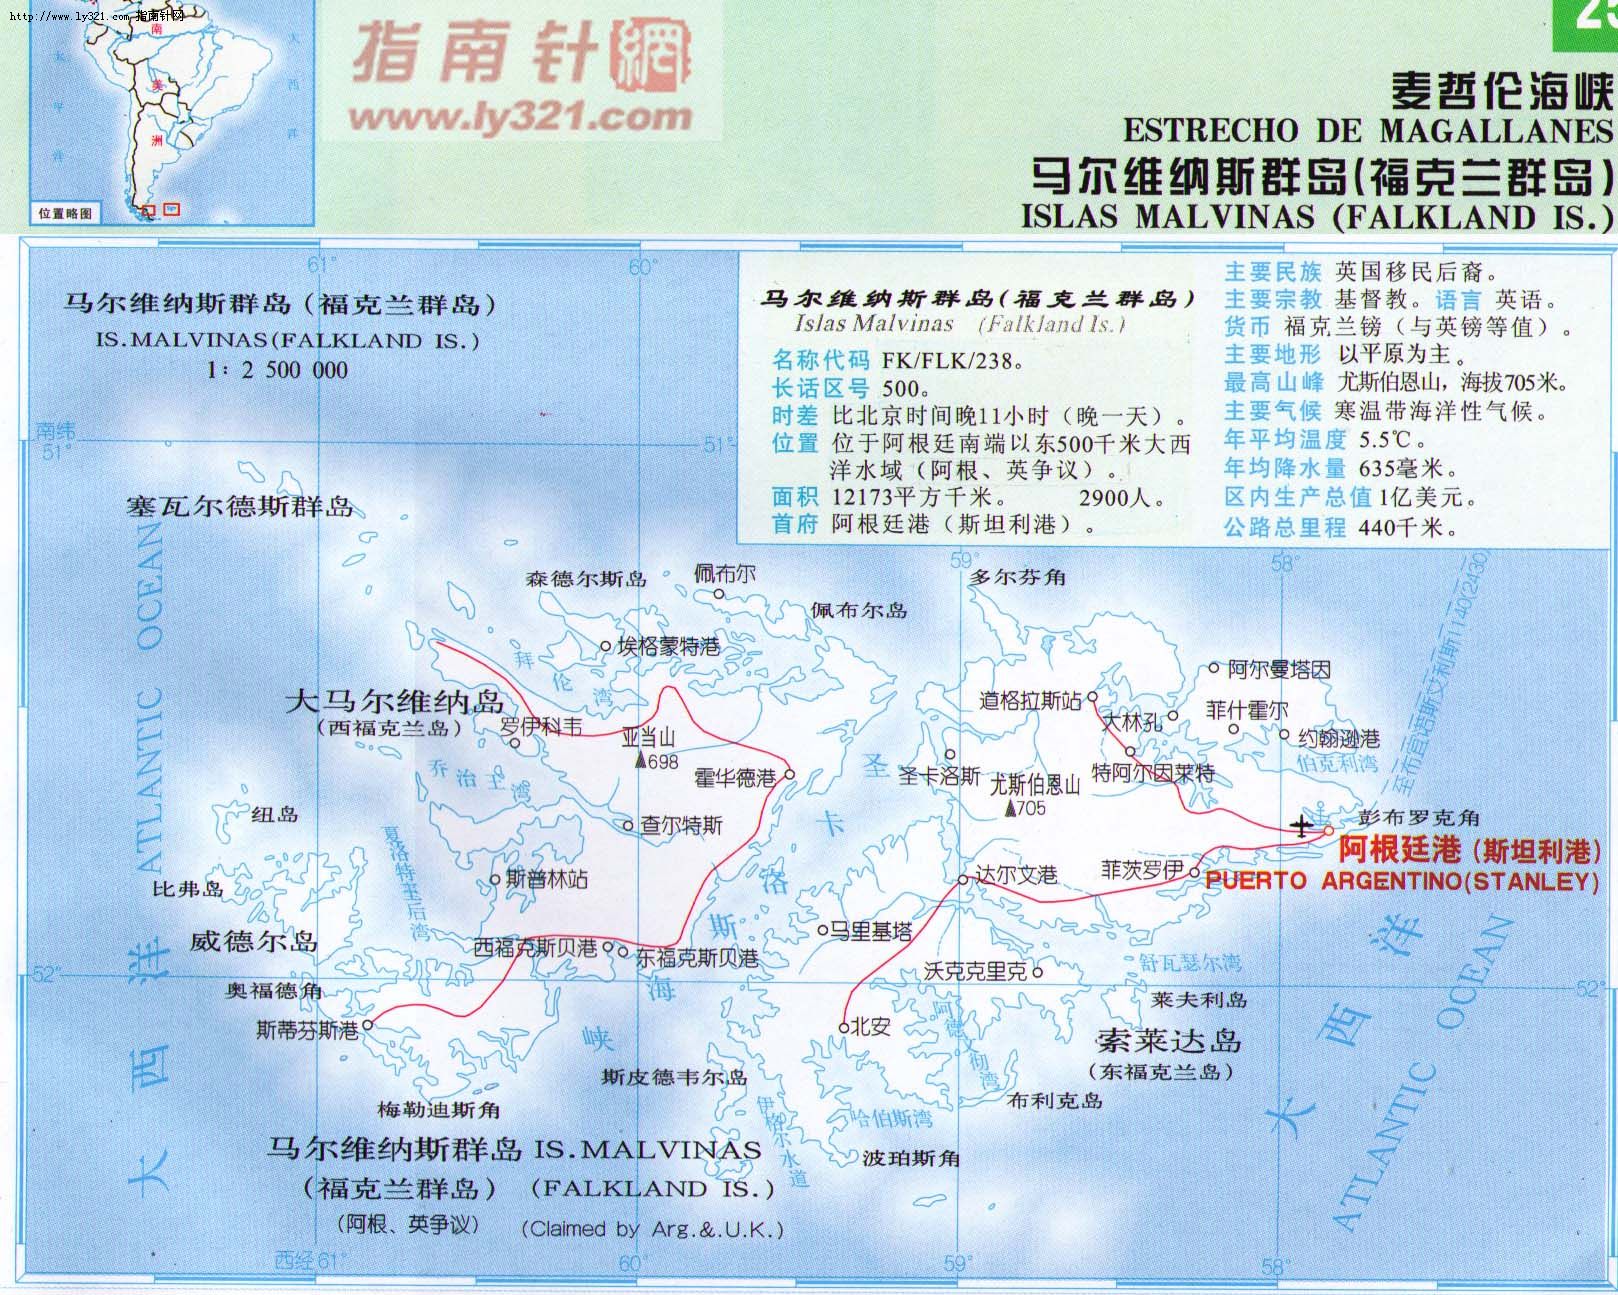 http://www.ly321.com 指南针网
南
美
洲
太
平
洋
大
西
洋
位置略图
指南针網
www.ly321.com
麦哲伦海峡
ESTRECHO DE MAGALLANES
马尔维纳斯群岛(福克兰群岛)
ISLAS MALVINAS (FALKLAND IS.)
61°
60°
马尔维纳斯群岛(福克兰群岛)
IS.MALVINAS(FALKLAND IS.)
1: 2 500 000
马尔维纳斯群岛(福克兰群岛)
Islas Malvinas (Falkland Is.)
名称代码 FK/FLK/238。
长话区号 500。
时差 比北京时间晚11小时（晚一天）。
位置 位于阿根廷南端以东500千米大西
洋水域（阿根、英争议）。
面积 12173平方千米。 2900人。
首府 阿根廷港（斯坦利港）。
主要民族 英国移民后裔。
主要宗教 基督教。语言 英语。
货币 福克兰镑（与英镑等值）。
主要地形 以平原为主。
最高山峰 尤斯伯恩山，海拔705米。
主要气候 寒温带海洋性气候。
年平均温度 5.5℃。
年均降水量 635毫米。
区内生产总值 1亿美元。
公路总里程 440千米。
南纬
51°
51°
塞瓦尔德斯群岛
ATLANTIC OCEAN
59°
58°
森德尔斯岛
佩布尔
佩布尔岛
多尔芬角
埃格蒙特港
拜伦湾
阿尔曼塔因
大马尔维纳岛
(西福克兰岛)
罗伊科韦
亚当山
698
道格拉斯站
大林孔
菲什霍尔
约翰逊港
伯克利湾
至布宜诺斯艾利斯1140(2430)
乔治王湾
霍华德港
圣卡洛斯
尤斯伯恩山
705
特阿尔因莱特
圣卡洛斯海峡
纽岛
查尔特斯
彭布罗克角
阿根廷港(斯坦利港)
PUERTO ARGENTINO(STANLEY)
夏洛特王后湾
比弗岛
斯普林站
达尔文港
菲茨罗伊
威德尔岛
西福克斯贝港
东福克斯贝港
马里基塔
沃克克里克
舒瓦瑟尔湾
52°
52°
奥福德角
斯蒂芬斯港
北安
莱夫利岛
阿德文彻湾
索莱达岛
(东福克兰岛)
斯皮德韦尔岛
布利克岛
梅勒迪斯角
伊格尔水道
哈伯斯湾
波珀斯角
大西洋
大西洋
ATLANTIC OCEAN
马尔维纳斯群岛 IS.MALVINAS
(福克兰群岛) (FALKLAND IS.)
(阿根、英争议) (Claimed by Arg.&.U.K.)
西经61°
60°
59°
58°